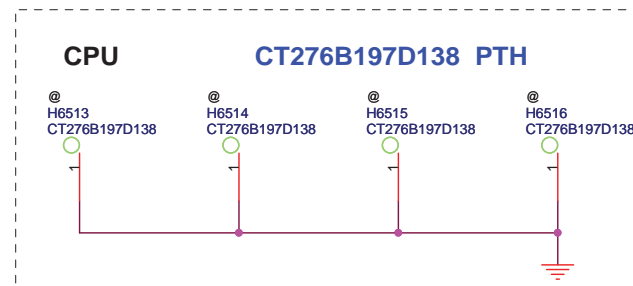 CPU CT276B197D138 PTH
@ @ @ @
H6513 H6514 H6515 H6516
CT276B197D138 CT276B197D138 CT276B197D138 CT276B197D138
1 1 1 1